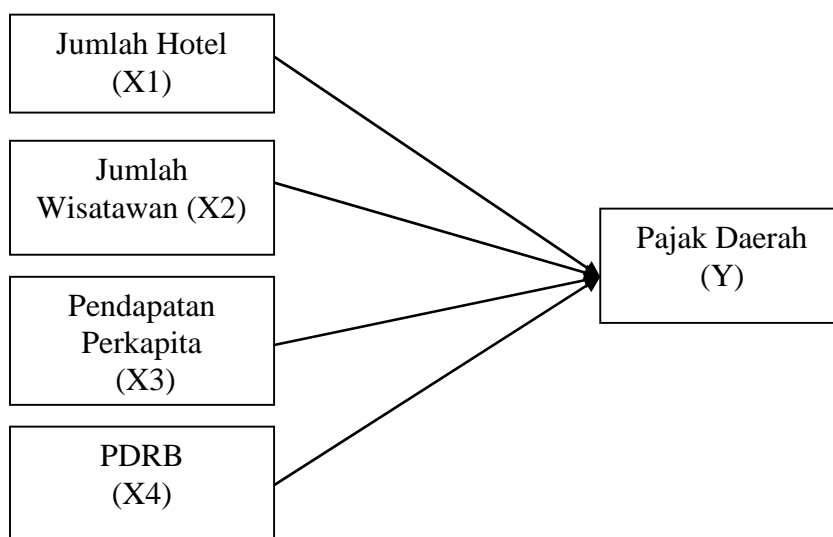 Jumlah Hotel
(X1)
Jumlah
Wisatawan (X2)
Pendapatan
Perkapita
(X3)
PDRB
(X4)
Pajak Daerah
(Y)